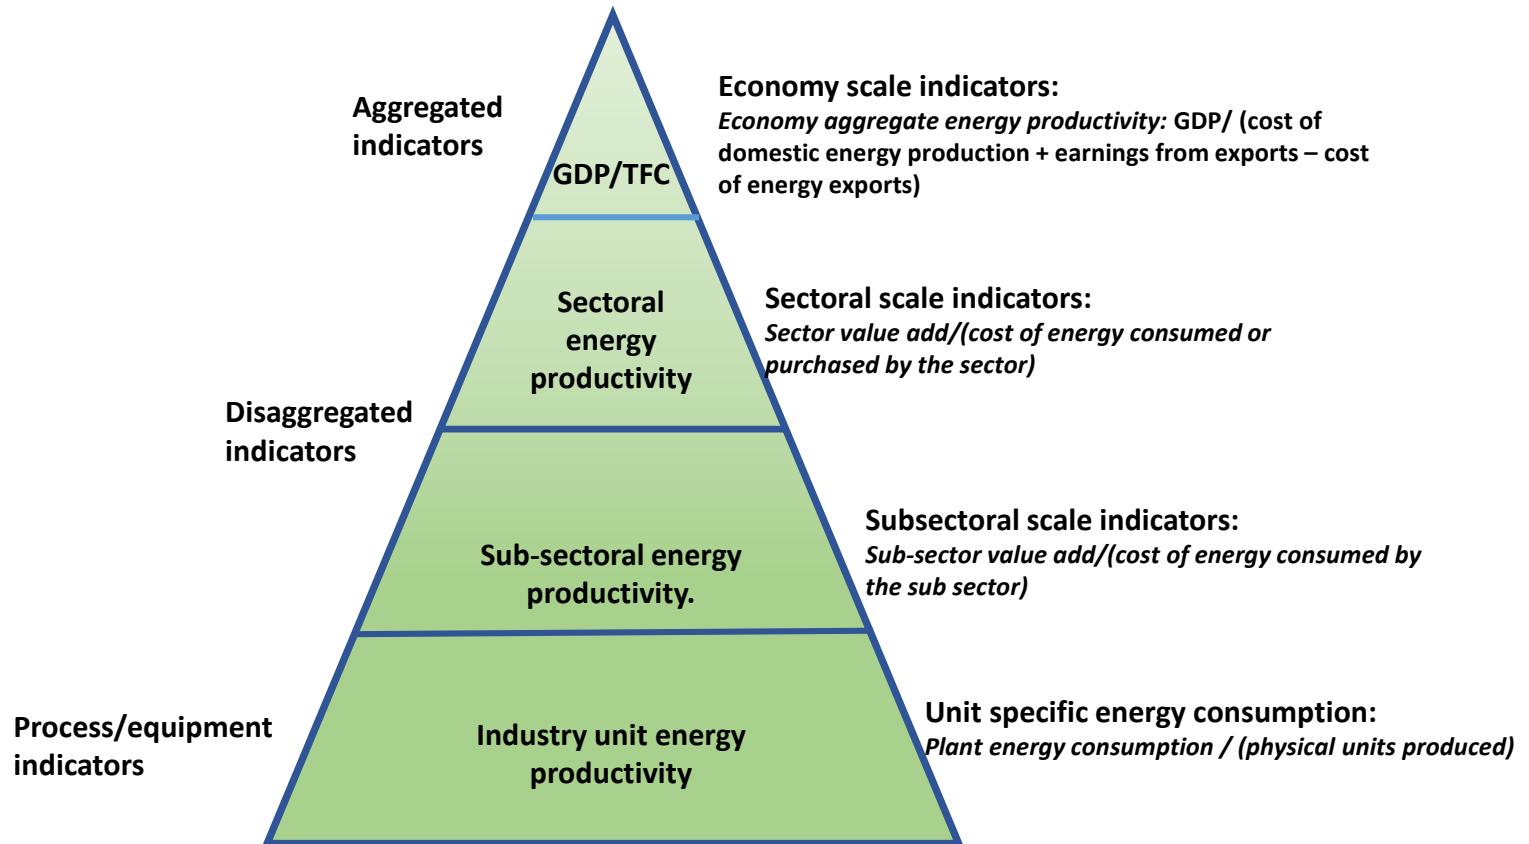 Aggregated
indicators
GDP/TFC
Economy scale indicators:
Economy aggregate energy productivity: GDP/ (cost of
domestic energy production + earnings from exports – cost
of energy exports)
Sectoral
energy
productivity
Sectoral scale indicators:
Sector value add/(cost of energy consumed or
purchased by the sector)
Disaggregated
indicators
Sub-sectoral energy
productivity.
Subsectoral scale indicators:
Sub-sector value add/(cost of energy consumed by
the sub sector)
Process/equipment
indicators
Industry unit energy
productivity
Unit specific energy consumption:
Plant energy consumption / (physical units produced)